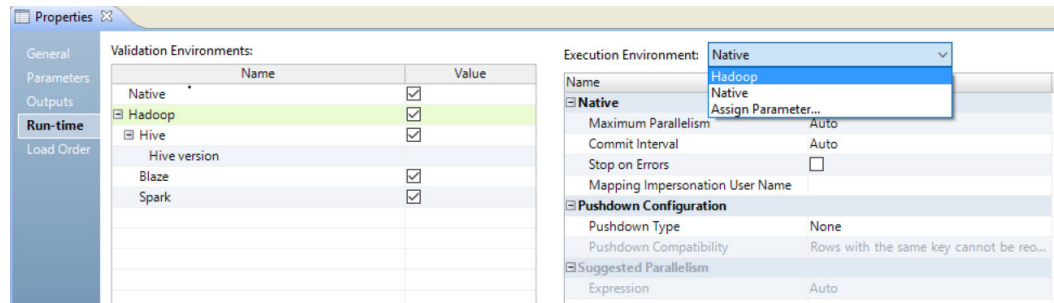 Properties
General
Parameters
Outputs
Run-time
Load Order
Validation Environments:
Name Value
Native
Hadoop
Hive
Hive version
Blaze
Spark
Execution Environment: Native
Hadoop
Native
Assign Parameter...
Name
Native
Maximum Parallelism Auto
Commit Interval Auto
Stop on Errors
Mapping Impersonation User Name
Pushdown Configuration
Pushdown Type None
Pushdown Compatibility Rows with the same key cannot be reo...
Suggested Parallelism
Expression Auto